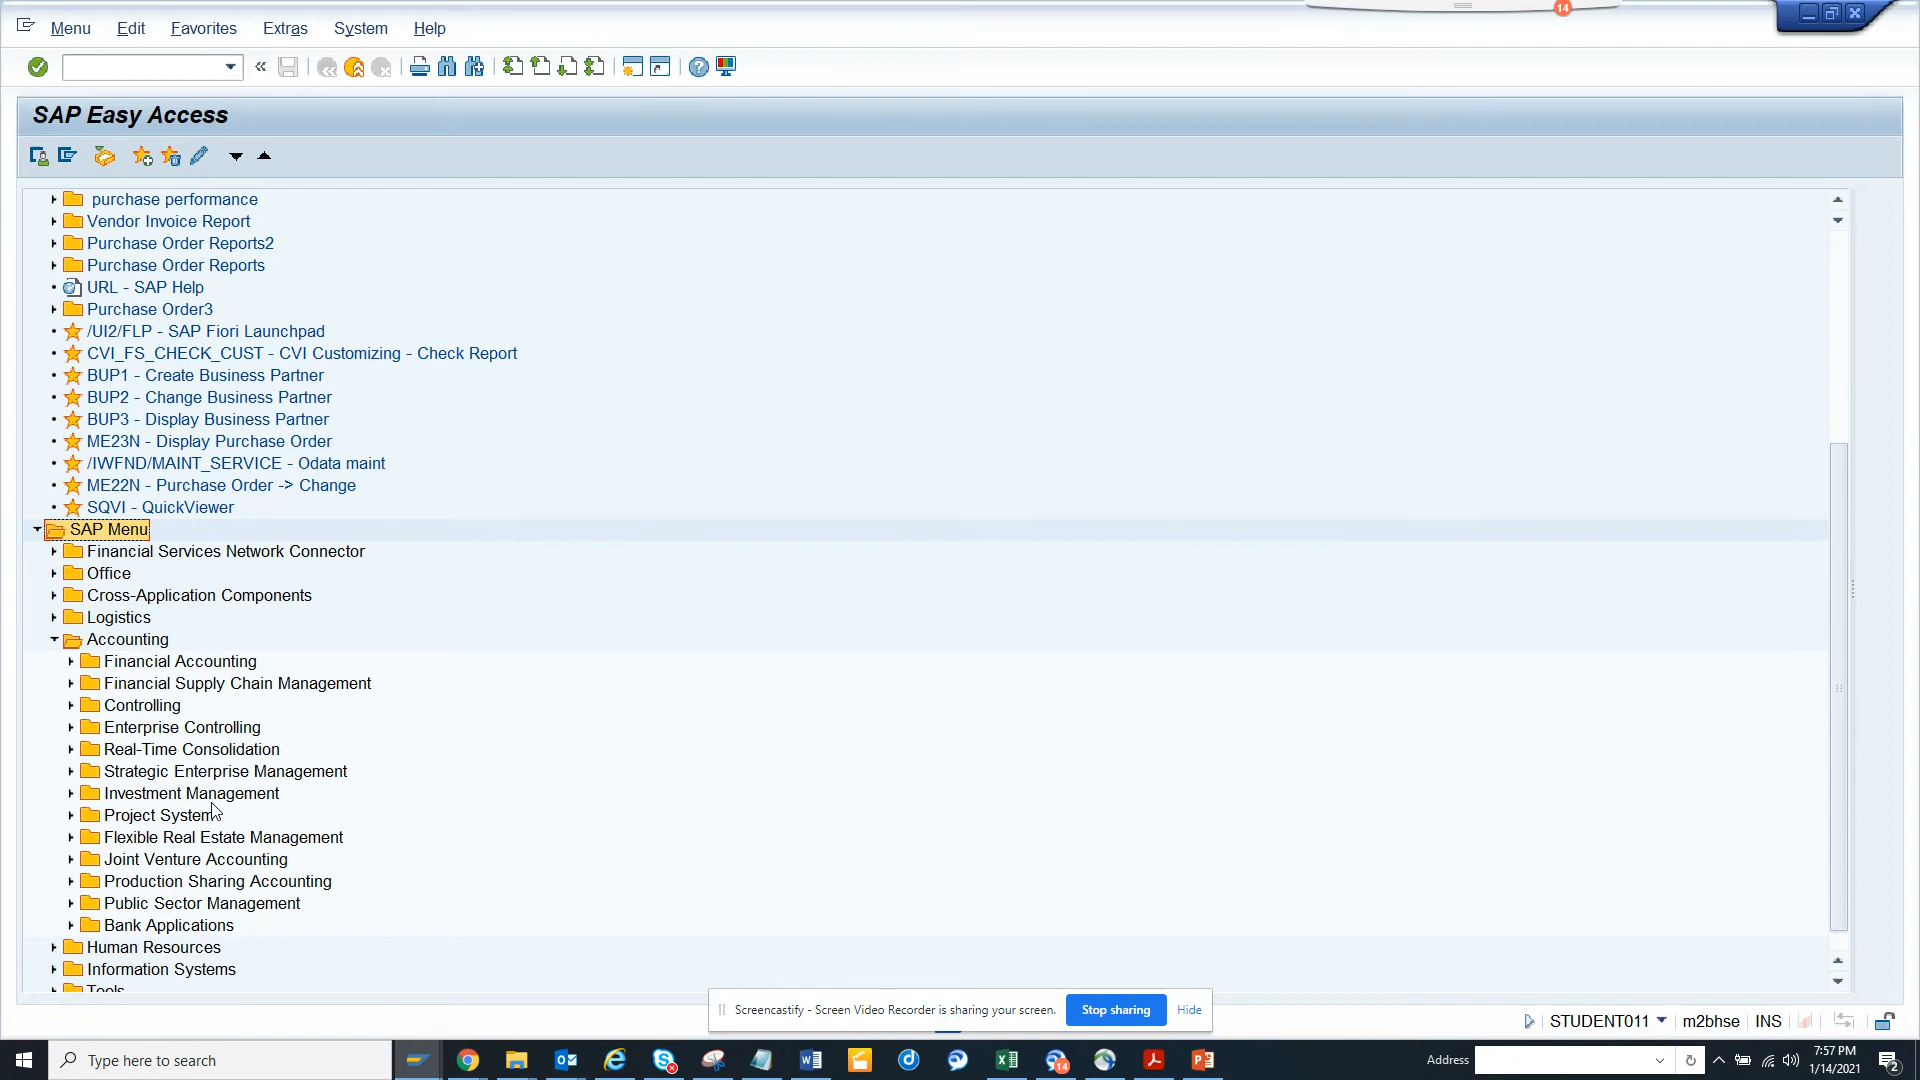 14
Menu Edit Favorites Extras System Help
SAP Easy Access
purchase performance
Vendor Invoice Report
Purchase Order Reports2
Purchase Order Reports
URL - SAP Help
Purchase Order3
/UI2/FLP - SAP Fiori Launchpad
CVI_FS_CHECK_CUST - CVI Customizing - Check Report
BUP1 - Create Business Partner
BUP2 - Change Business Partner
BUP3 - Display Business Partner
ME23N - Display Purchase Order
/IWFND/MAINT_SERVICE - Odata maint
ME22N - Purchase Order -> Change
SQVI - QuickViewer
SAP Menu
Financial Services Network Connector
Office
Cross-Application Components
Logistics
Accounting
Financial Accounting
Financial Supply Chain Management
Controlling
Enterprise Controlling
Real-Time Consolidation
Strategic Enterprise Management
Investment Management
Project System
Flexible Real Estate Management
Joint Venture Accounting
Production Sharing Accounting
Public Sector Management
Bank Applications
Human Resources
Information Systems
Tools
Screencastify - Screen Video Recorder is sharing your screen. Stop sharing Hide
STUDENT011 m2bhse INS
Type here to search
14
Address
7:57 PM
1/14/2021
2